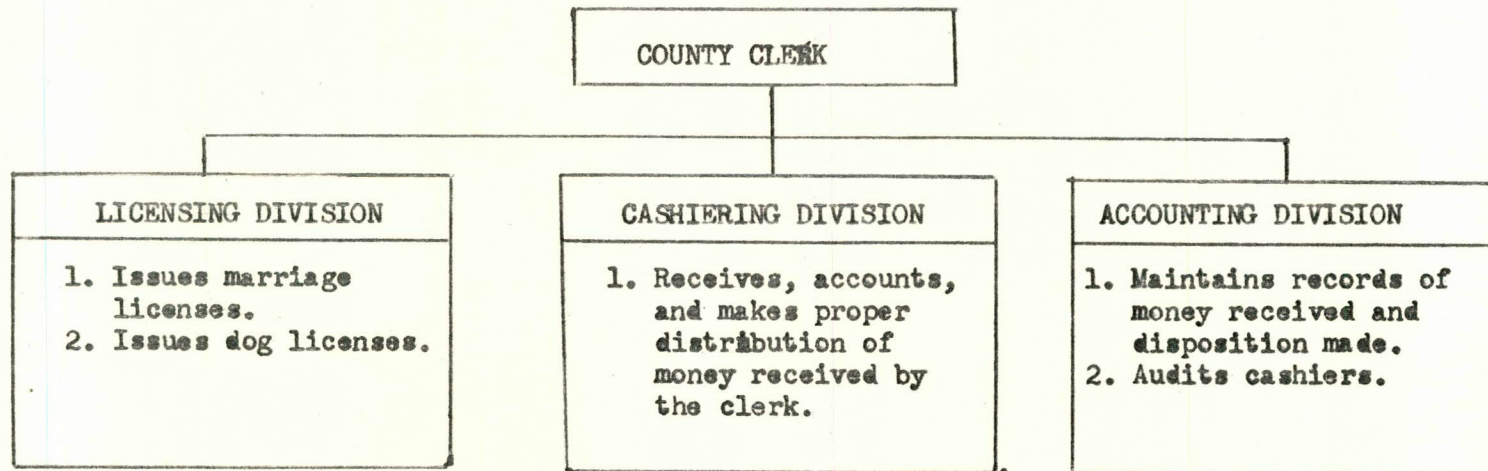 COUNTY CLERK
LICENSING DIVISION
1. Issues marriage
licenses.
2. Issues dog licenses.
CASHIERING DIVISION
1. Receives, accounts,
and makes proper
distribution of
money received by
the clerk.
ACCOUNTING DIVISION
1. Maintains records of
money received and
disposition made.
2. Audits cashiers.